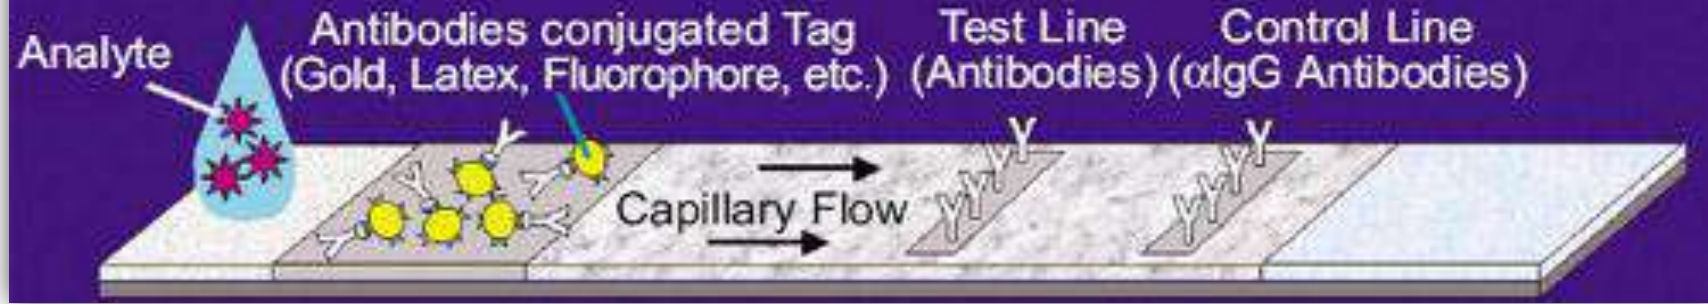 Analyte
Antibodies conjugated Tag
(Gold, Latex, Fluorophore, etc.)
Test Line
(Antibodies)
Control Line
(αIgG Antibodies)
Capillary Flow